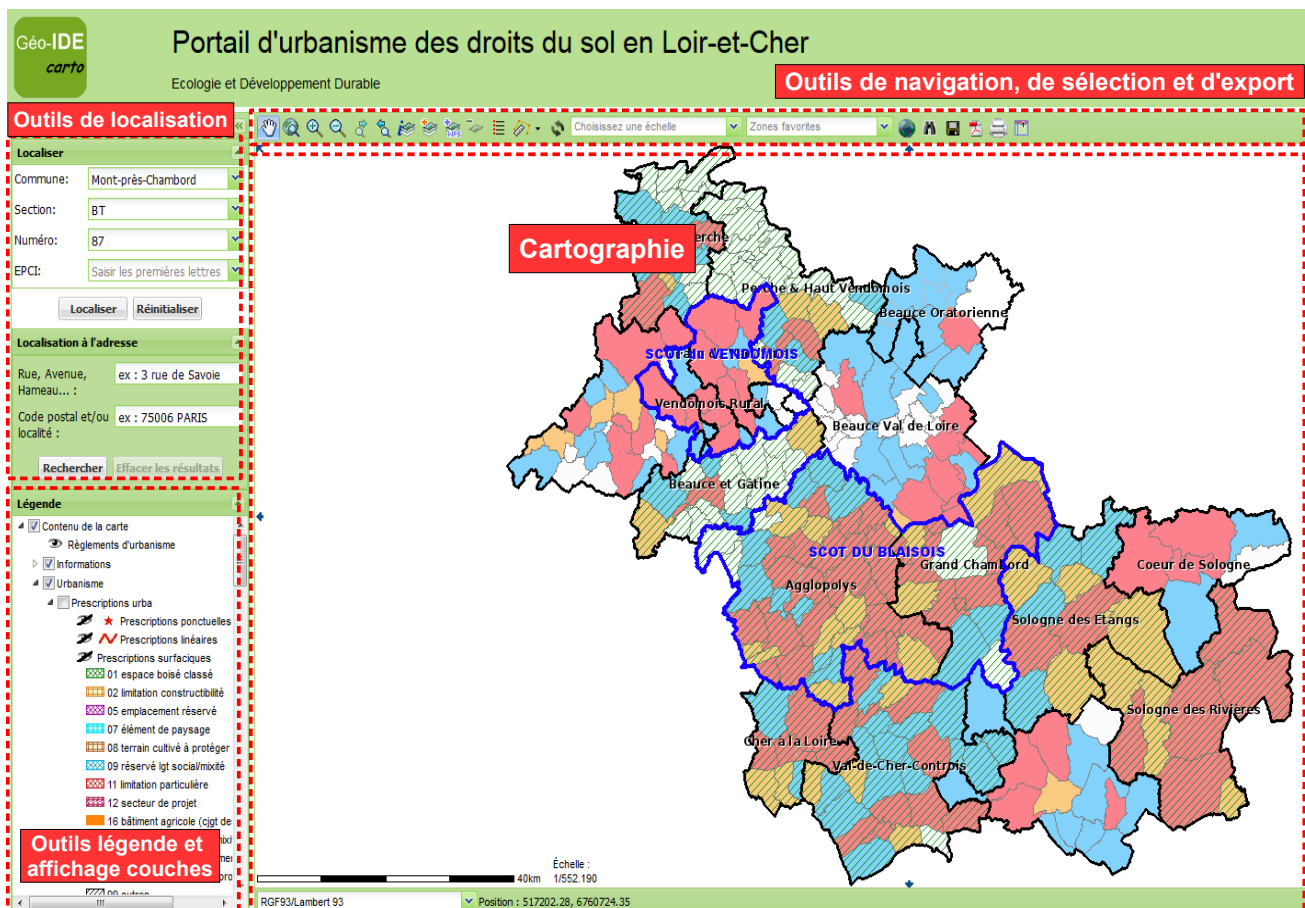 Géo-IDE
carto
Portail d'urbanisme des droits du sol en Loir-et-Cher
Ecologie et Développement Durable
Outils de navigation, de sélection et d'export
Outils de localisation
Choisissez une échelle
Zones favorites
Localiser
Commune: Mont-près-Chambord
Section: BT
Numéro: 87
EPCI: Saisir les premières lettres
Localiser Réinitialiser
Localisation à l'adresse
Rue, Avenue, ex : 3 rue de Savoie
Hameau... :
Code postal et/ou ex : 75006 PARIS
localité :
Rechercher Effacer les résultats
Légende
Contenu de la carte
Règlements d'urbanisme
Informations
Urbanisme
Prescriptions urba
Prescriptions ponctuelles
Prescriptions linéaires
Prescriptions surfaciques
01 espace boisé classé
02 limitation constructibilité
05 emplacement réservé
07 élément de paysage
08 terrain cultivé à protéger
09 réservé lgt social/mixité
11 limitation particulière
12 secteur de projet
16 bâtiment agricole (cjgt de
Outils légende et
affichage couches
99 autres
Cartographie
Perche & Haut Vendomois
Beauce Oratorienne
SCOT du VENDOMOIS
Vendomois Rural
Beauce Val de Loire
Beauce et Gâtine
SCOT DU BLAISOIS
Agglopolys
Grand Chambord
Coeur de Sologne
Sologne des Etangs
Sologne des Rivières
Cher à la Loire
Val-de-Cher-Controis
Échelle :
40km 1/552.190
RGF93/Lambert 93
Position : 517202.28, 6760724.35